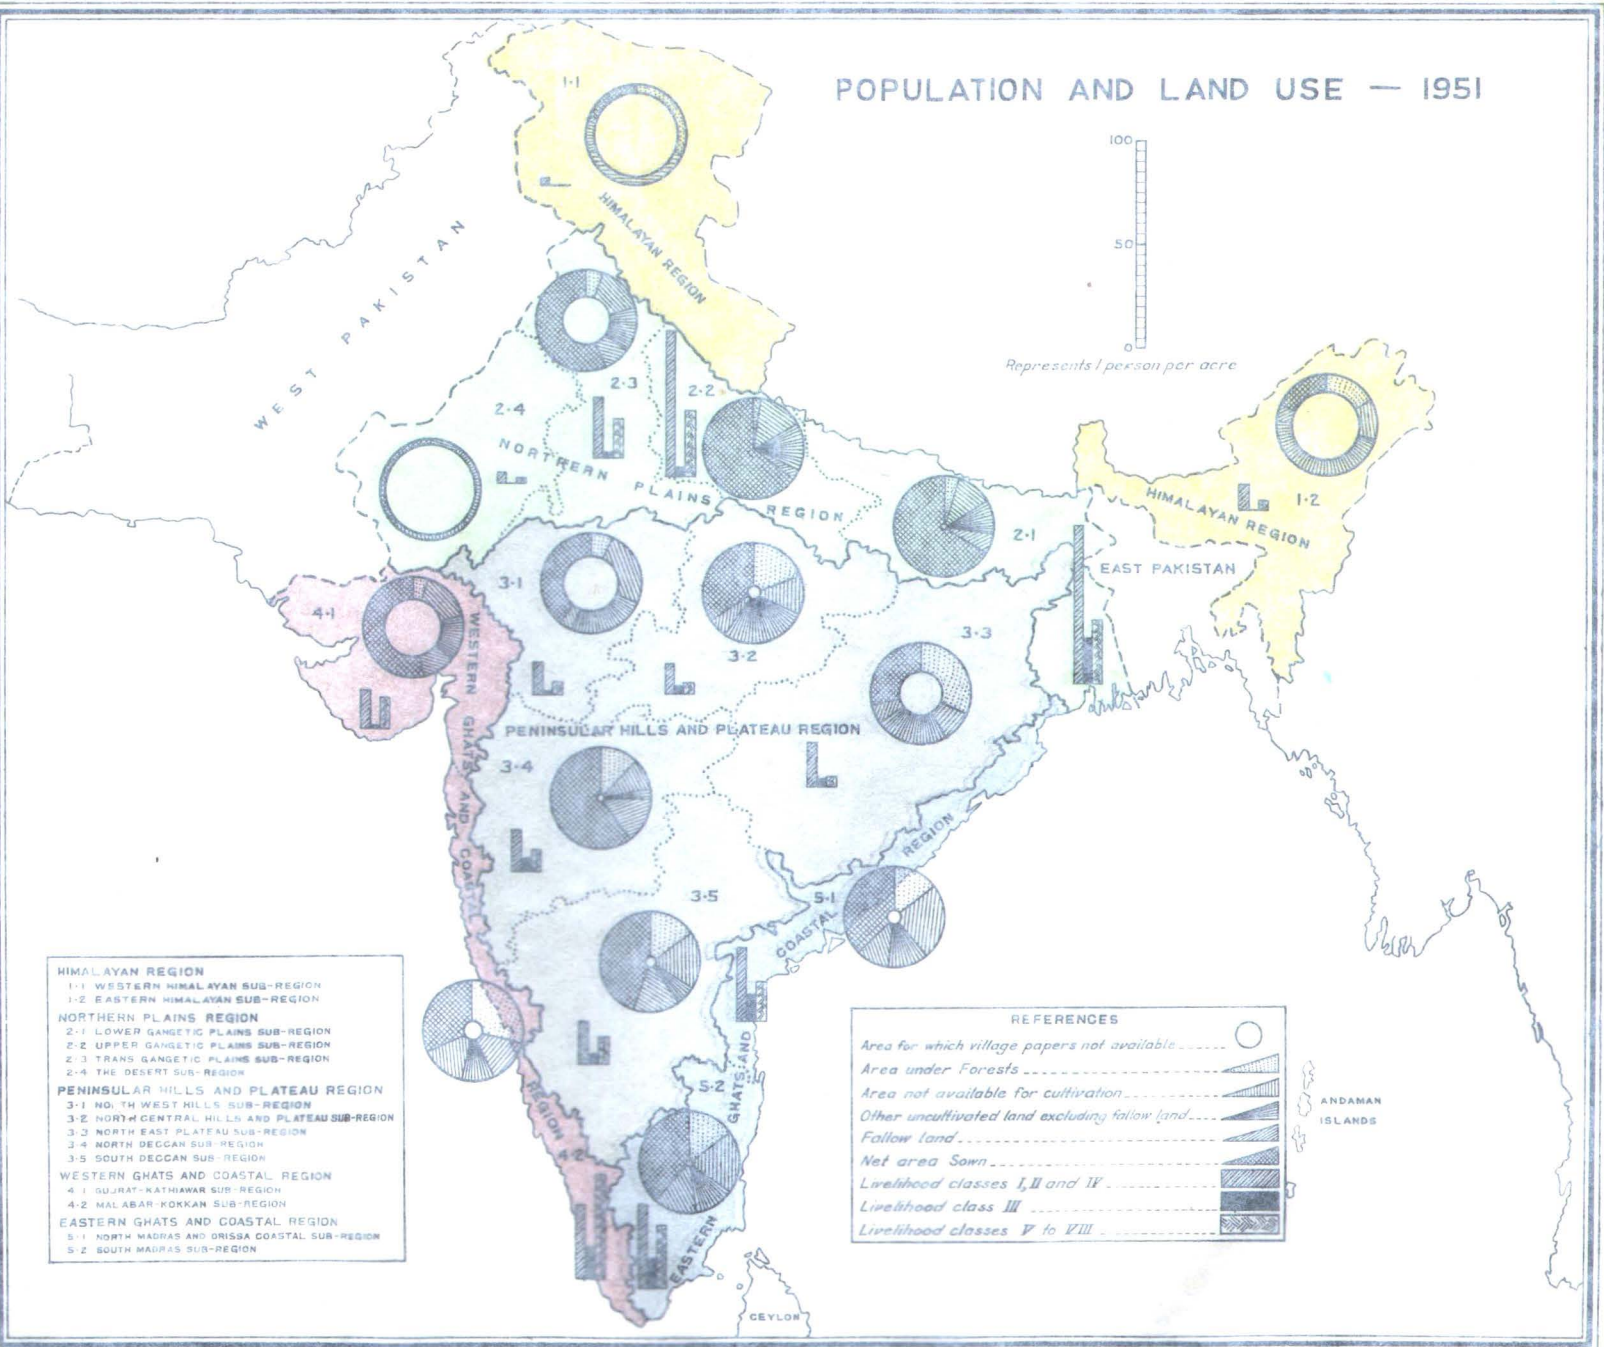 POPULATION AND LAND USE — 1951
100
50
0
Represents 1 person per acre
1·1
HIMALAYAN REGION
WEST PAKISTAN
2·3
2·2
2·4
NORTHERN PLAINS REGION
2·1
1·2
HIMALAYAN REGION
EAST PAKISTAN
3·1
3·2
3·3
4·1
WESTERN GHATS AND COASTAL REGION
PENINSULAR HILLS AND PLATEAU REGION
3·4
3·5
5·1
EASTERN GHATS AND COASTAL REGION
5·2
4·2
CEYLON
ANDAMAN
ISLANDS
HIMALAYAN REGION
1·1 WESTERN HIMALAYAN SUB-REGION
1·2 EASTERN HIMALAYAN SUB-REGION
NORTHERN PLAINS REGION
2·1 LOWER GANGETIC PLAINS SUB-REGION
2·2 UPPER GANGETIC PLAINS SUB-REGION
2·3 TRANS GANGETIC PLAINS SUB-REGION
2·4 THE DESERT SUB-REGION
PENINSULAR HILLS AND PLATEAU REGION
3·1 NORTH WEST HILLS SUB-REGION
3·2 NORTH CENTRAL HILLS AND PLATEAU SUB-REGION
3·3 NORTH EAST PLATEAU SUB-REGION
3·4 NORTH DECCAN SUB-REGION
3·5 SOUTH DECCAN SUB-REGION
WESTERN GHATS AND COASTAL REGION
4·1 GUJRAT-KATHIAWAR SUB-REGION
4·2 MALABAR-KOKKAN SUB-REGION
EASTERN GHATS AND COASTAL REGION
5·1 NORTH MADRAS AND ORISSA COASTAL SUB-REGION
5·2 SOUTH MADRAS SUB-REGION
REFERENCES
Area for which village papers not available
Area under Forests
Area not available for cultivation
Other uncultivated land excluding fallow land
Fallow land
Net area Sown
Livelihood classes I, II and IV
Livelihood class III
Livelihood classes V to VIII